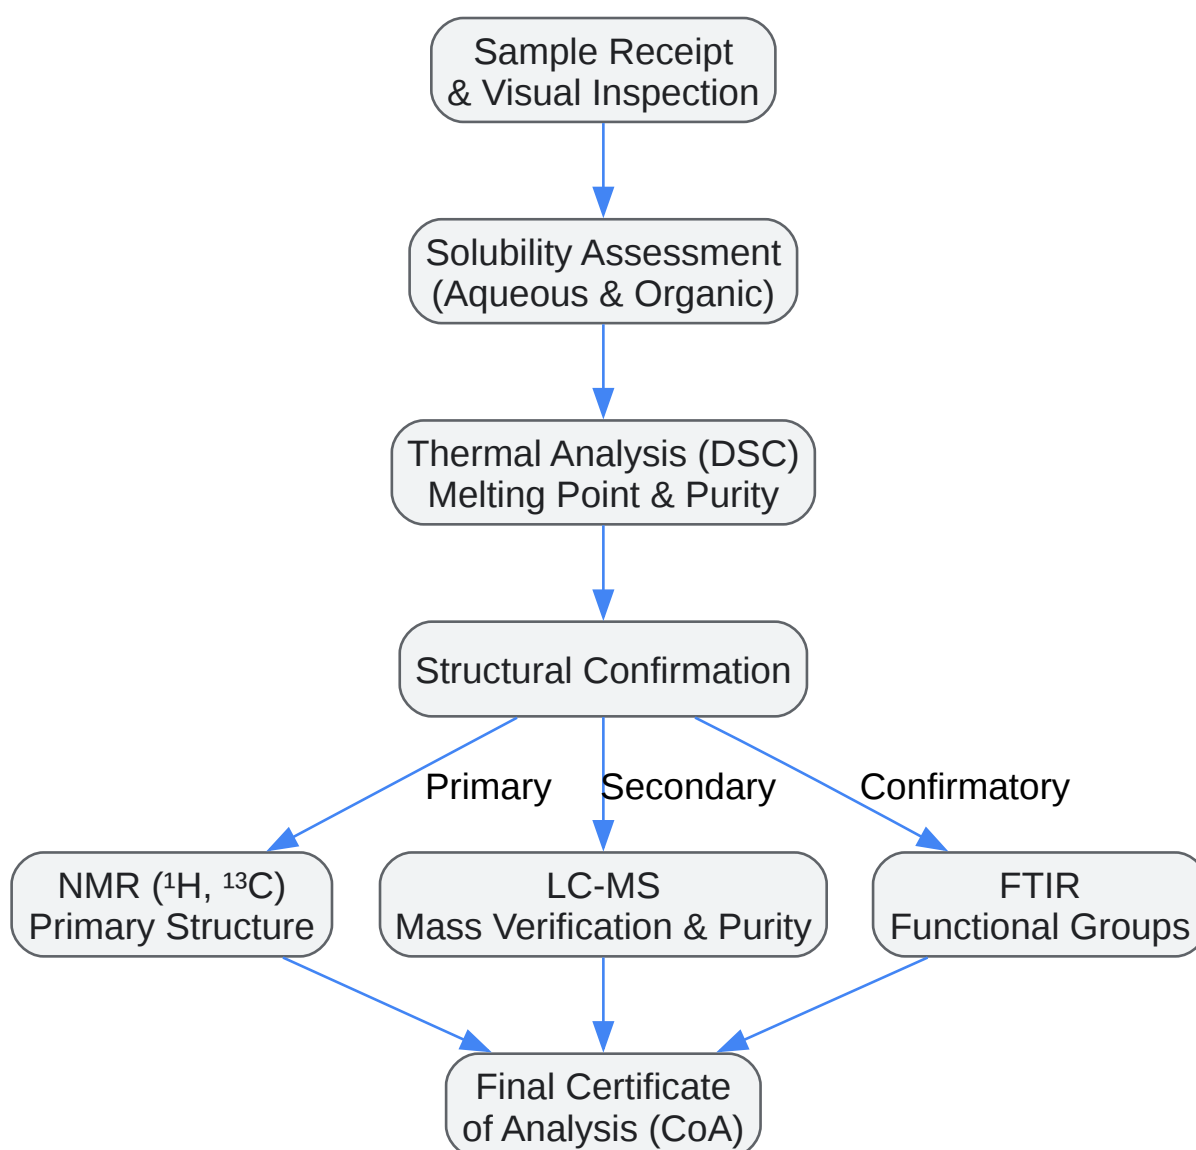 Sample Receipt
& Visual Inspection
Solubility Assessment
(Aqueous & Organic)
Thermal Analysis (DSC)
Melting Point & Purity
Structural Confirmation
Primary
Secondary
Confirmatory
NMR (¹H, ¹³C)
Primary Structure
LC-MS
Mass Verification & Purity
FTIR
Functional Groups
Final Certificate
of Analysis (CoA)